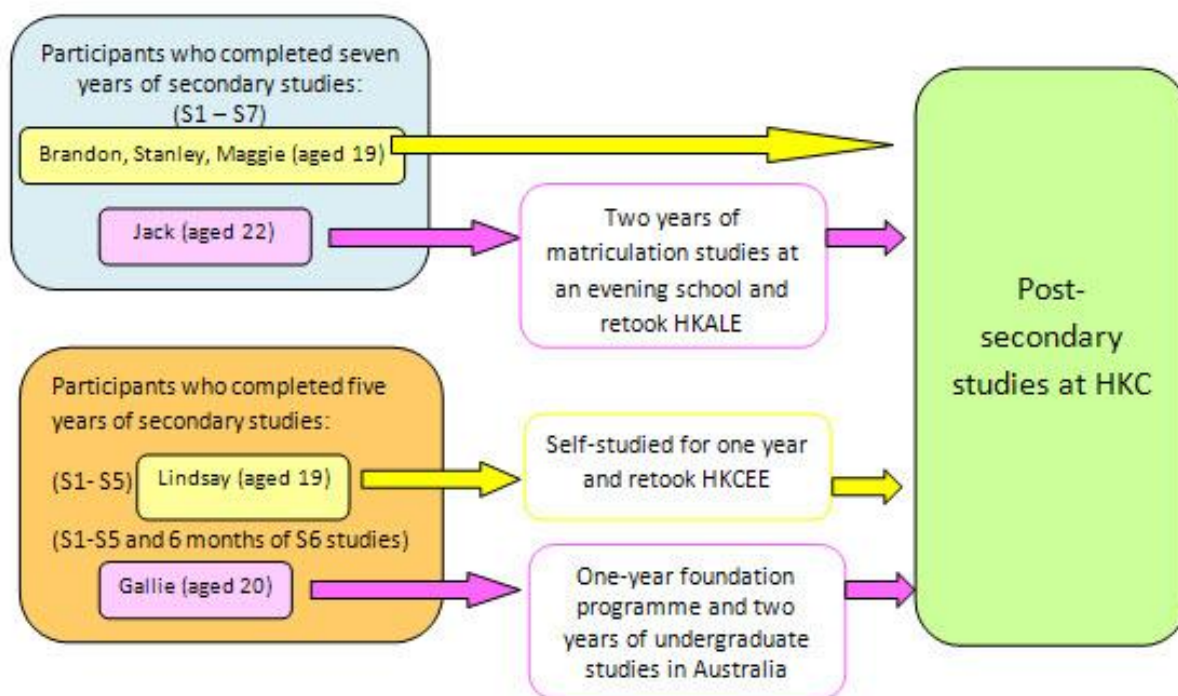 Participants who completed seven
years of secondary studies:
(S1 – S7)
Brandon, Stanley, Maggie (aged 19)
Jack (aged 22)
Two years of
matriculation studies at
an evening school and
retook HKALE
Participants who completed five
years of secondary studies:
(S1- S5)
Lindsay (aged 19)
Self-studied for one year
and retook HKCEE
(S1-S5 and 6 months of S6 studies)
Gallie (aged 20)
One-year foundation
programme and two
years of undergraduate
studies in Australia
Post-
secondary
studies at HKC